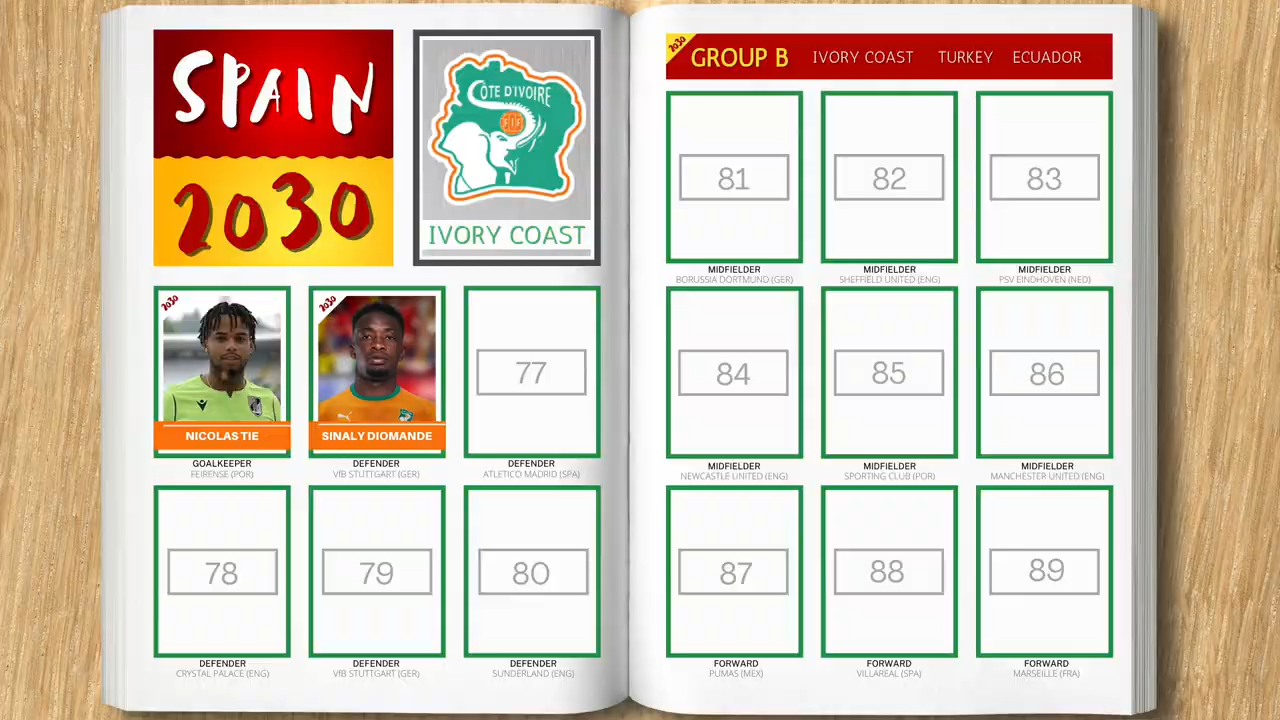 SPAIN
2030
CÔTE D'IVOIRE
FIF
IVORY COAST
2030
NICOLAS TIE
GOALKEEPER
FEIRENSE (POR)
2030
SINALY DIOMANDE
DEFENDER
VfB STUTTGART (GER)
77
DEFENDER
ATLETICO MADRID (SPA)
78
DEFENDER
CRYSTAL PALACE (ENG)
79
DEFENDER
VfB STUTTGART (GER)
80
DEFENDER
SUNDERLAND (ENG)
2030
GROUP B IVORY COAST TURKEY ECUADOR
81
MIDFIELDER
BORUSSIA DORTMUND (GER)
82
MIDFIELDER
SHEFFIELD UNITED (ENG)
83
MIDFIELDER
PSV EINDHOVEN (NED)
84
MIDFIELDER
NEWCASTLE UNITED (ENG)
85
MIDFIELDER
SPORTING CLUB (POR)
86
MIDFIELDER
MANCHESTER UNITED (ENG)
87
FORWARD
PUMAS (MEX)
88
FORWARD
VILLAREAL (SPA)
89
FORWARD
MARSEILLE (FRA)